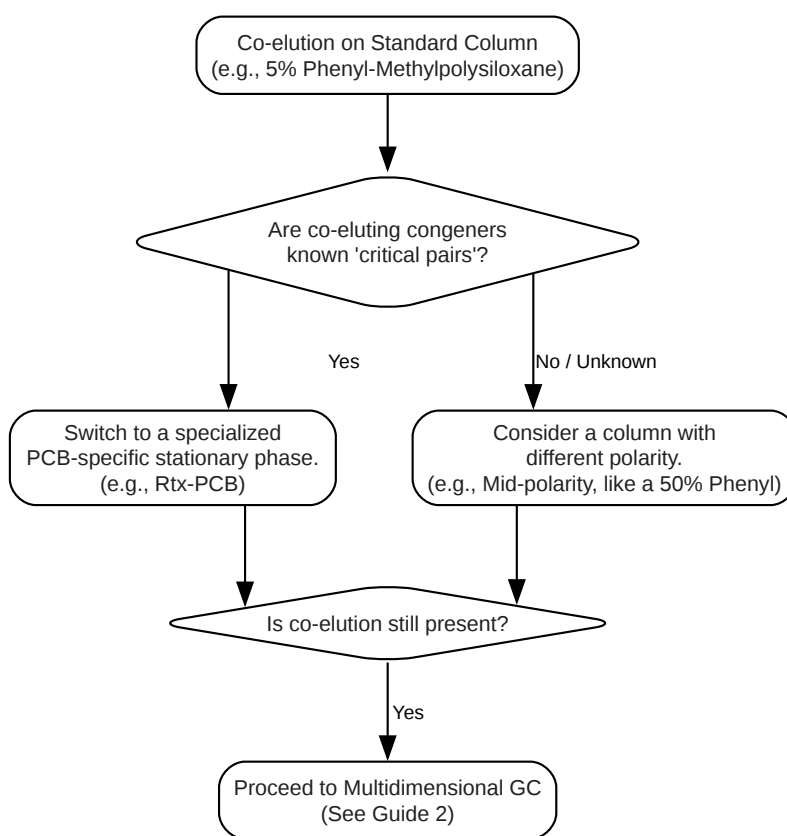 Co-elution on Standard Column
(e.g., 5% Phenyl-Methylpolysiloxane)
Are co-eluting congeners
known 'critical pairs'?
Yes
No / Unknown
Switch to a specialized
PCB-specific stationary phase.
(e.g., Rtx-PCB)
Consider a column with
different polarity.
(e.g., Mid-polarity, like a 50% Phenyl)
Is co-elution still present?
Yes
Proceed to Multidimensional GC
(See Guide 2)